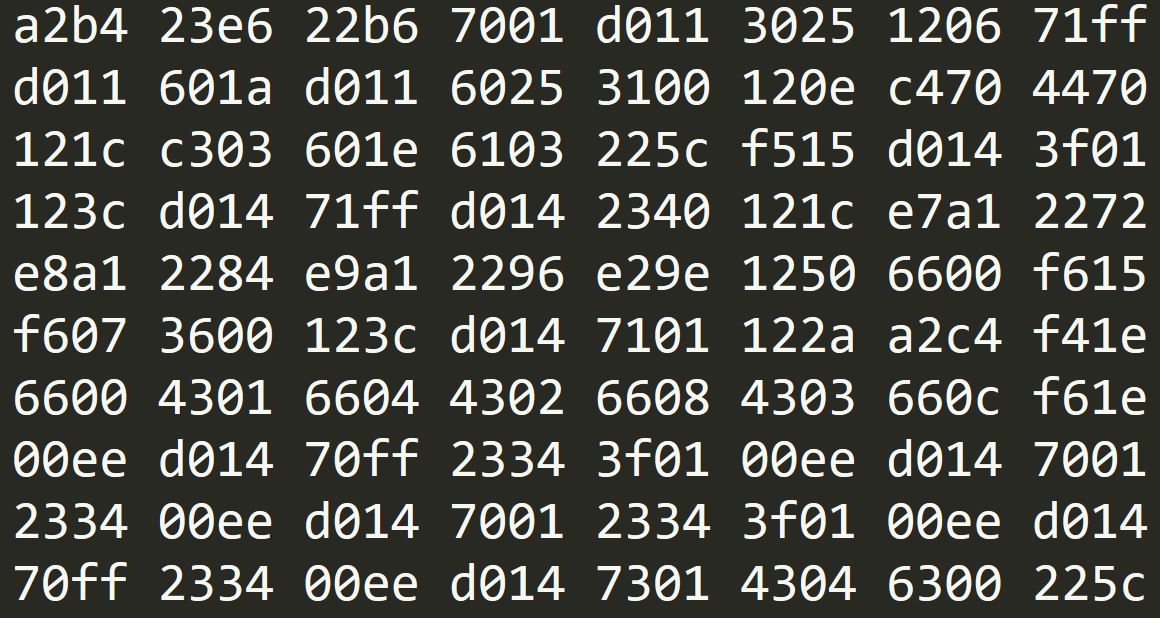 a2b4 23e6 22b6 7001 d011 3025 1206 71ff
d011 601a d011 6025 3100 120e c470 4470
121c c303 601e 6103 225c f515 d014 3f01
123c d014 71ff d014 2340 121c e7a1 2272
e8a1 2284 e9a1 2296 e29e 1250 6600 f615
f607 3600 123c d014 7101 122a a2c4 f41e
6600 4301 6604 4302 6608 4303 660c f61e
00ee d014 70ff 2334 3f01 00ee d014 7001
2334 00ee d014 7001 2334 3f01 00ee d014
70ff 2334 00ee d014 7301 4304 6300 225c